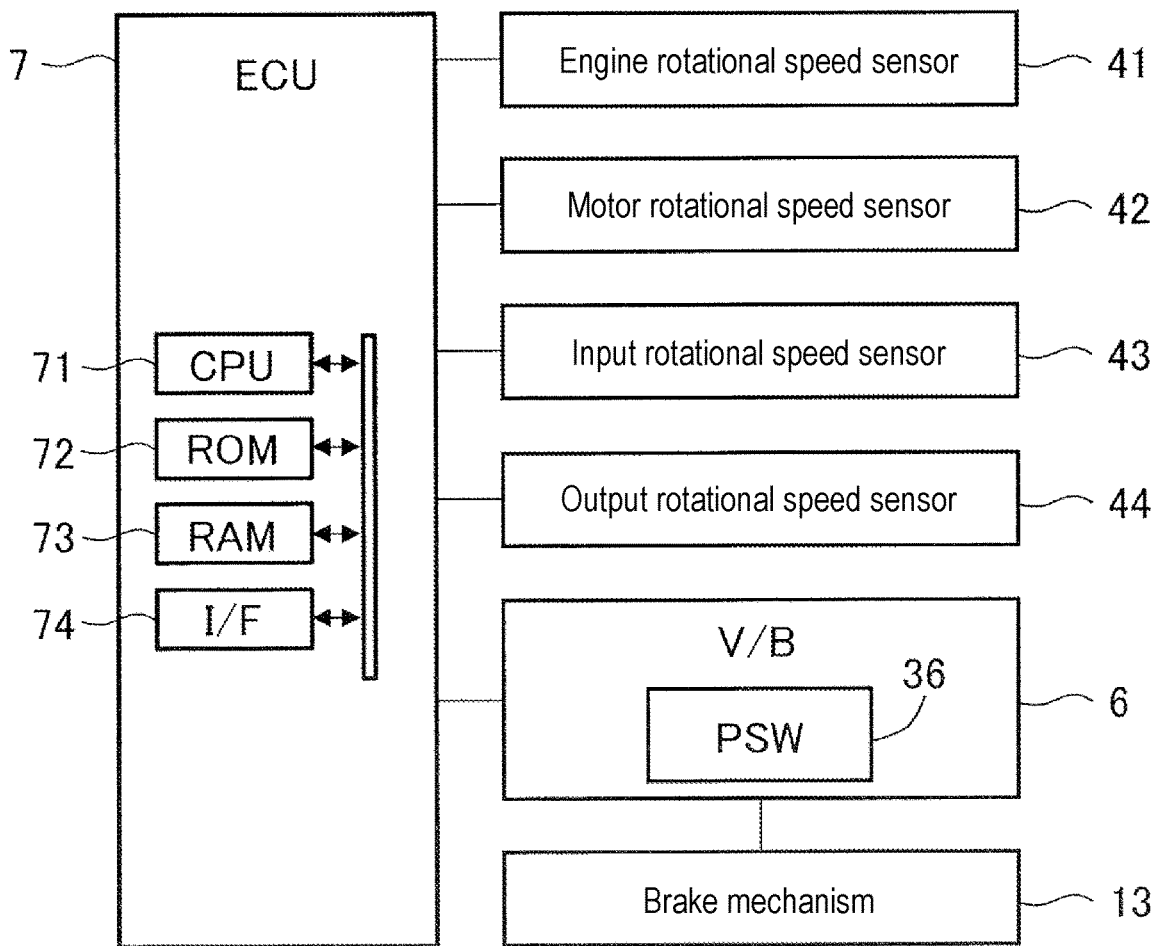 7
ECU
Engine rotational speed sensor
41
Motor rotational speed sensor
42
71
CPU
Input rotational speed sensor
43
72
ROM
Output rotational speed sensor
44
73
RAM
74
I/F
V/B
36
PSW
6
Brake mechanism
13